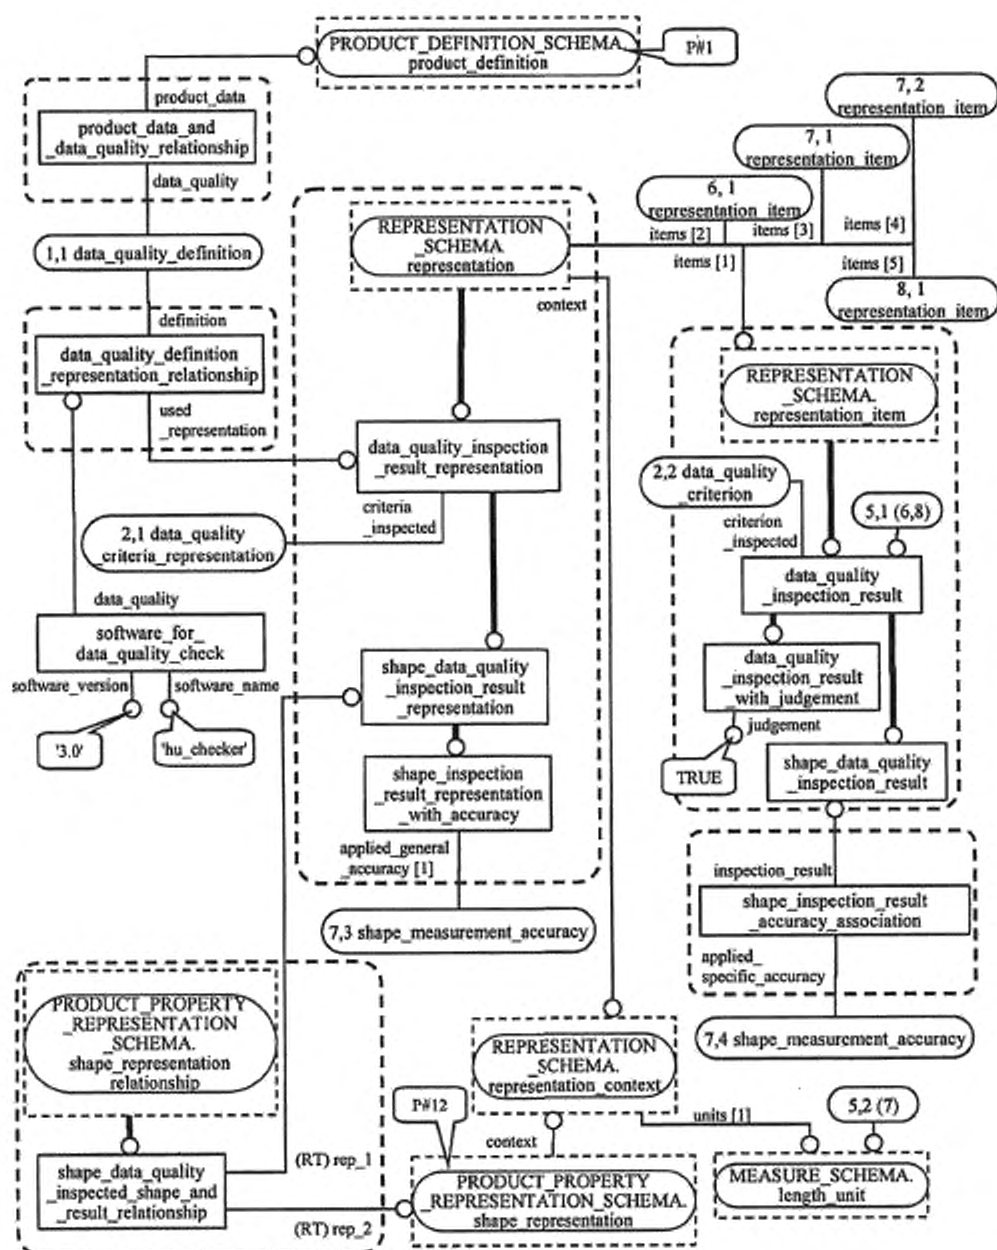 PRODUCT_DEFINITION_SCHEMA.
product_definition
P#1
product_data
product_data_and
_data_quality_relationship
data_quality
1,1 data_quality_definition
definition
data_quality_definition
_representation_relationship
used
_representation
7, 2
representation_item
7, 1
representation_item
6, 1
representation_item
items [2]
items [3]
items [4]
items [1]
items [5]
8, 1
representation_item
REPRESENTATION
_SCHEMA.
representation
context
data_quality_inspection
_result_representation
criteria
_inspected
2,1 data_quality
_criteria_representation
data_quality
software_for_
data_quality_check
software_version
software_name
'3.0'
'hu_checker'
shape_data_quality
_inspection_result
_representation
shape_inspection
_result_representation
_with_accuracy
applied_general
_accuracy [1]
7,3 shape_measurement_accuracy
REPRESENTATION
_SCHEMA.
representation_item
2,2 data_quality
_criterion
5,1 (6,8)
criterion
_inspected
data_quality
_inspection_result
data_quality
_inspection_result
_with_judgement
judgement
TRUE
shape_data_quality
_inspection_result
inspection_result
shape_inspection_result
_accuracy_association
applied_
specific_accuracy
7,4 shape_measurement_accuracy
PRODUCT_PROPERTY
_REPRESENTATION
_SCHEMA.
shape_representation
relationship
shape_data_quality
_inspected_shape_and
_result_relationship
(RT) rep_1
(RT) rep_2
REPRESENTATION
_SCHEMA.
representation_context
P#12
context
units [1]
5,2 (7)
PRODUCT_PROPERTY
_REPRESENTATION_SCHEMA.
shape_representation
MEASURE_SCHEMA.
length_unit